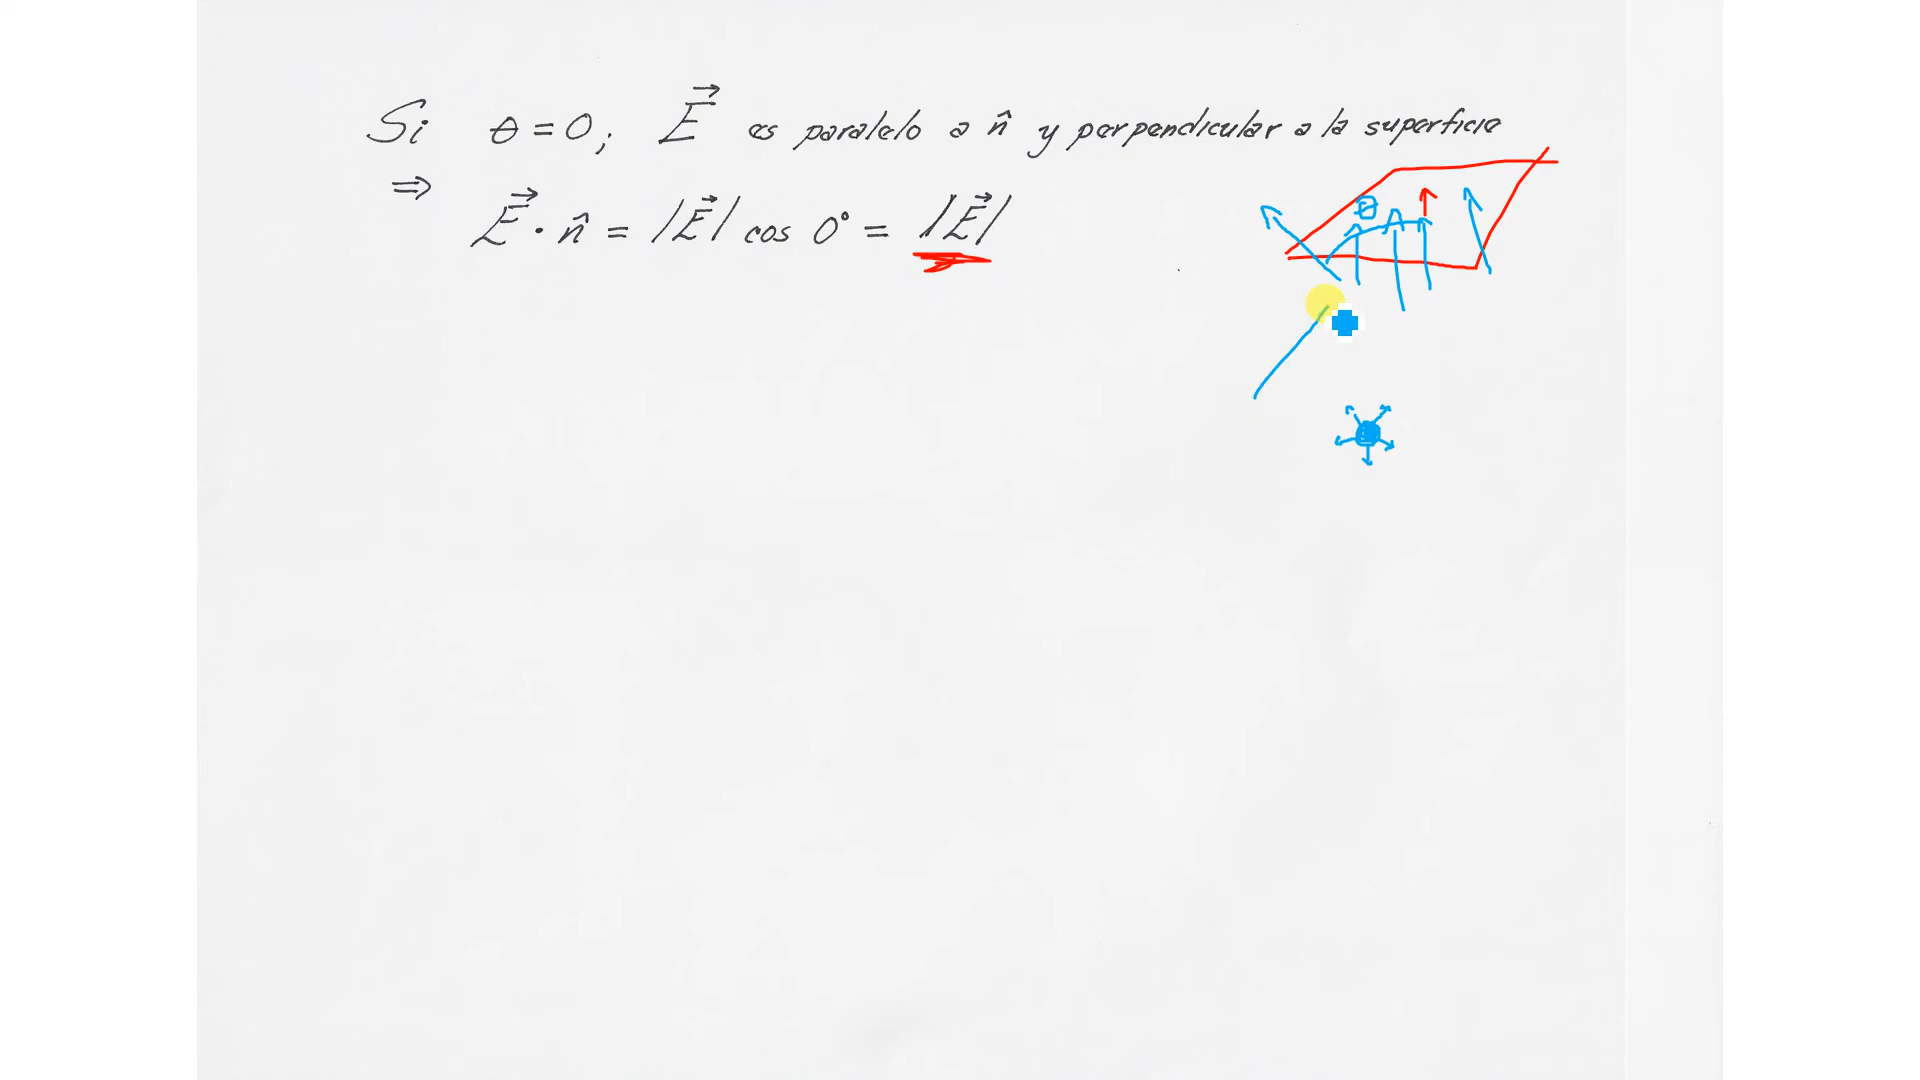 Si θ = 0; E⃗ es paralelo a n̂ y perpendicular a la superficie
⇒
E⃗ · n̂ = |E⃗| cos 0° = |E⃗|
θ